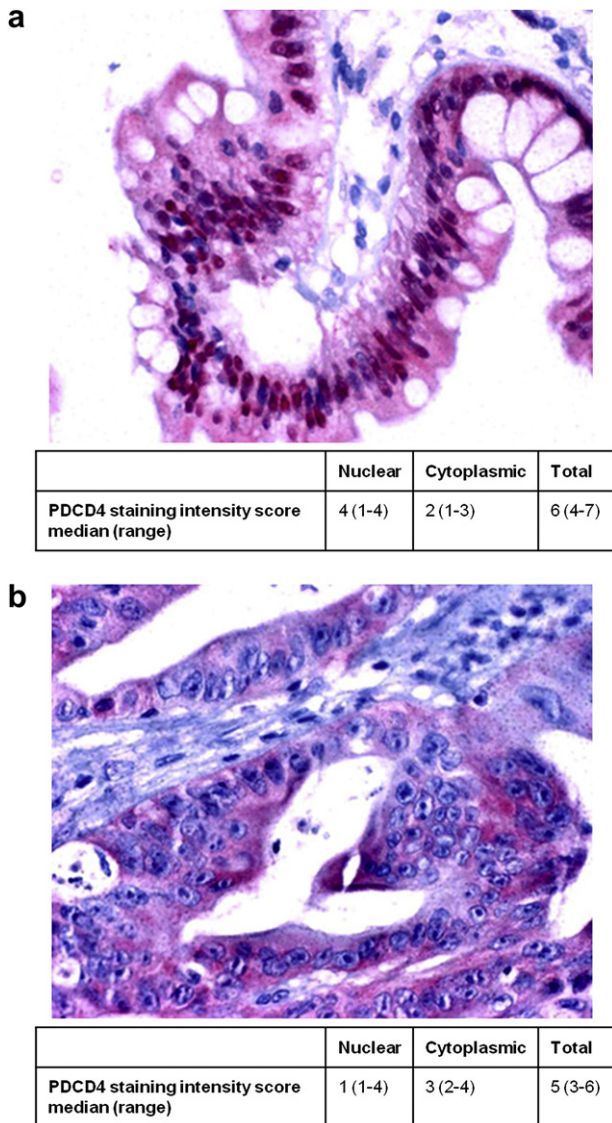 a
Nuclear Cytoplasmic Total
PDCD4 staining intensity score 4 (1-4) 2 (1-3) 6 (4-7)
median (range)
b
Nuclear Cytoplasmic Total
PDCD4 staining intensity score 1 (1-4) 3 (2-4) 5 (3-6)
median (range)